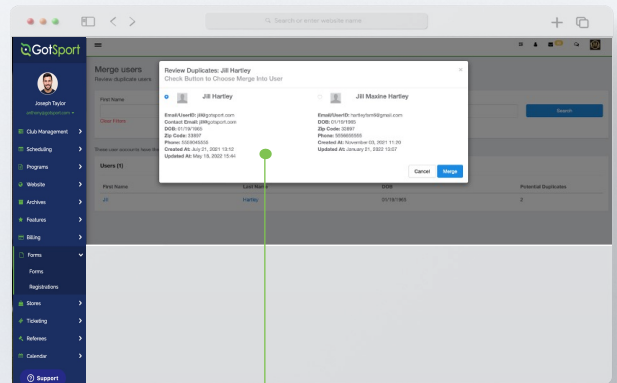 Search or enter website name
GotSport
Joseph Taylor
Club Management
Scheduling
Programs
Website
Archives
Features
Billing
Forms
Forms
Registrations
Stores
Ticketing
Referees
Calendar
Support
Merge users
Review duplicate users
First Name
Clear Filters
Search
These user accounts have
Users (1)
First Name
Last Name
DOB
Potential Duplicates
Jill
Hartley
01/19/1965
2
Review Duplicates: Jill Hartley
Check Button to Choose Merge Into User
×
Jill Hartley
Email/UserID: jill@gotsport.com
Contact Email: jill@gotsport.com
DOB: 01/19/1965
Zip Code: 33897
Created At: July 21, 2021 13:12
Updated At: May 19, 2022 15:44
Jill Maxine Hartley
DOB: 01/19/1965
Zip Code: 33897
Created At: November 03, 2021 11:20
Updated At: January 21, 2022 13:07
Cancel
Merge